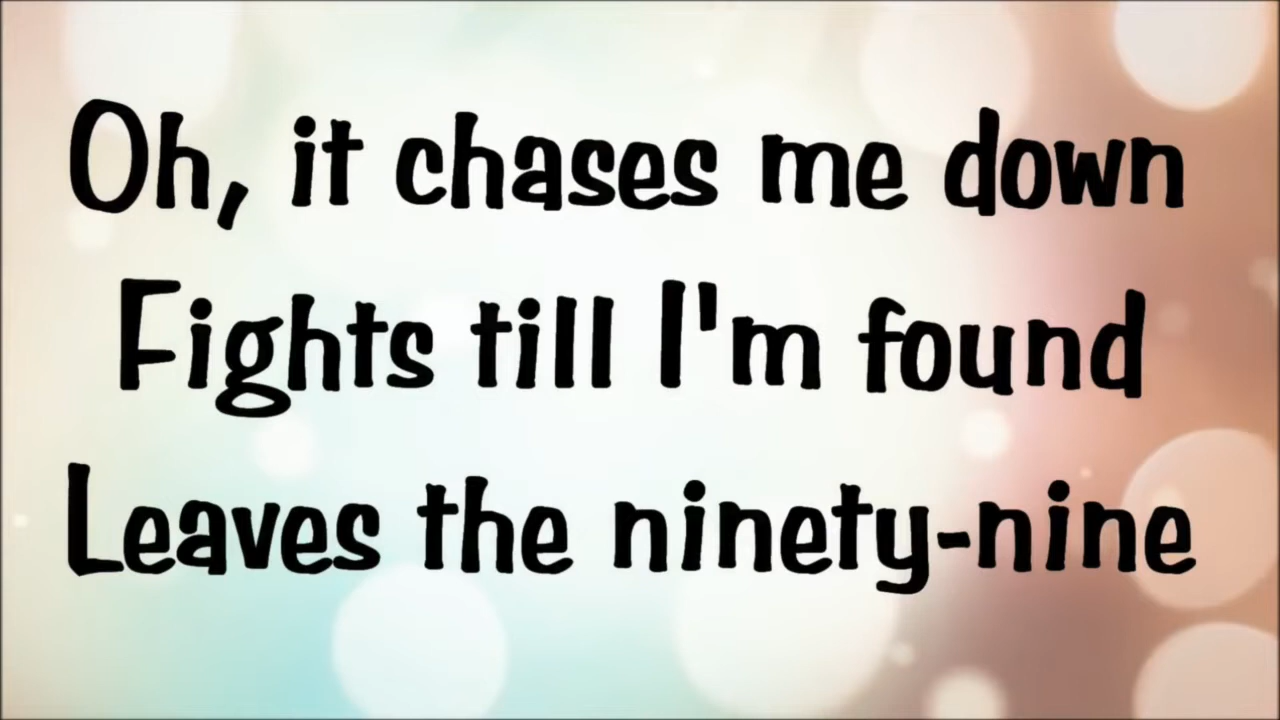 Oh, it chases me down
Fights till I'm found
Leaves the ninety-nine